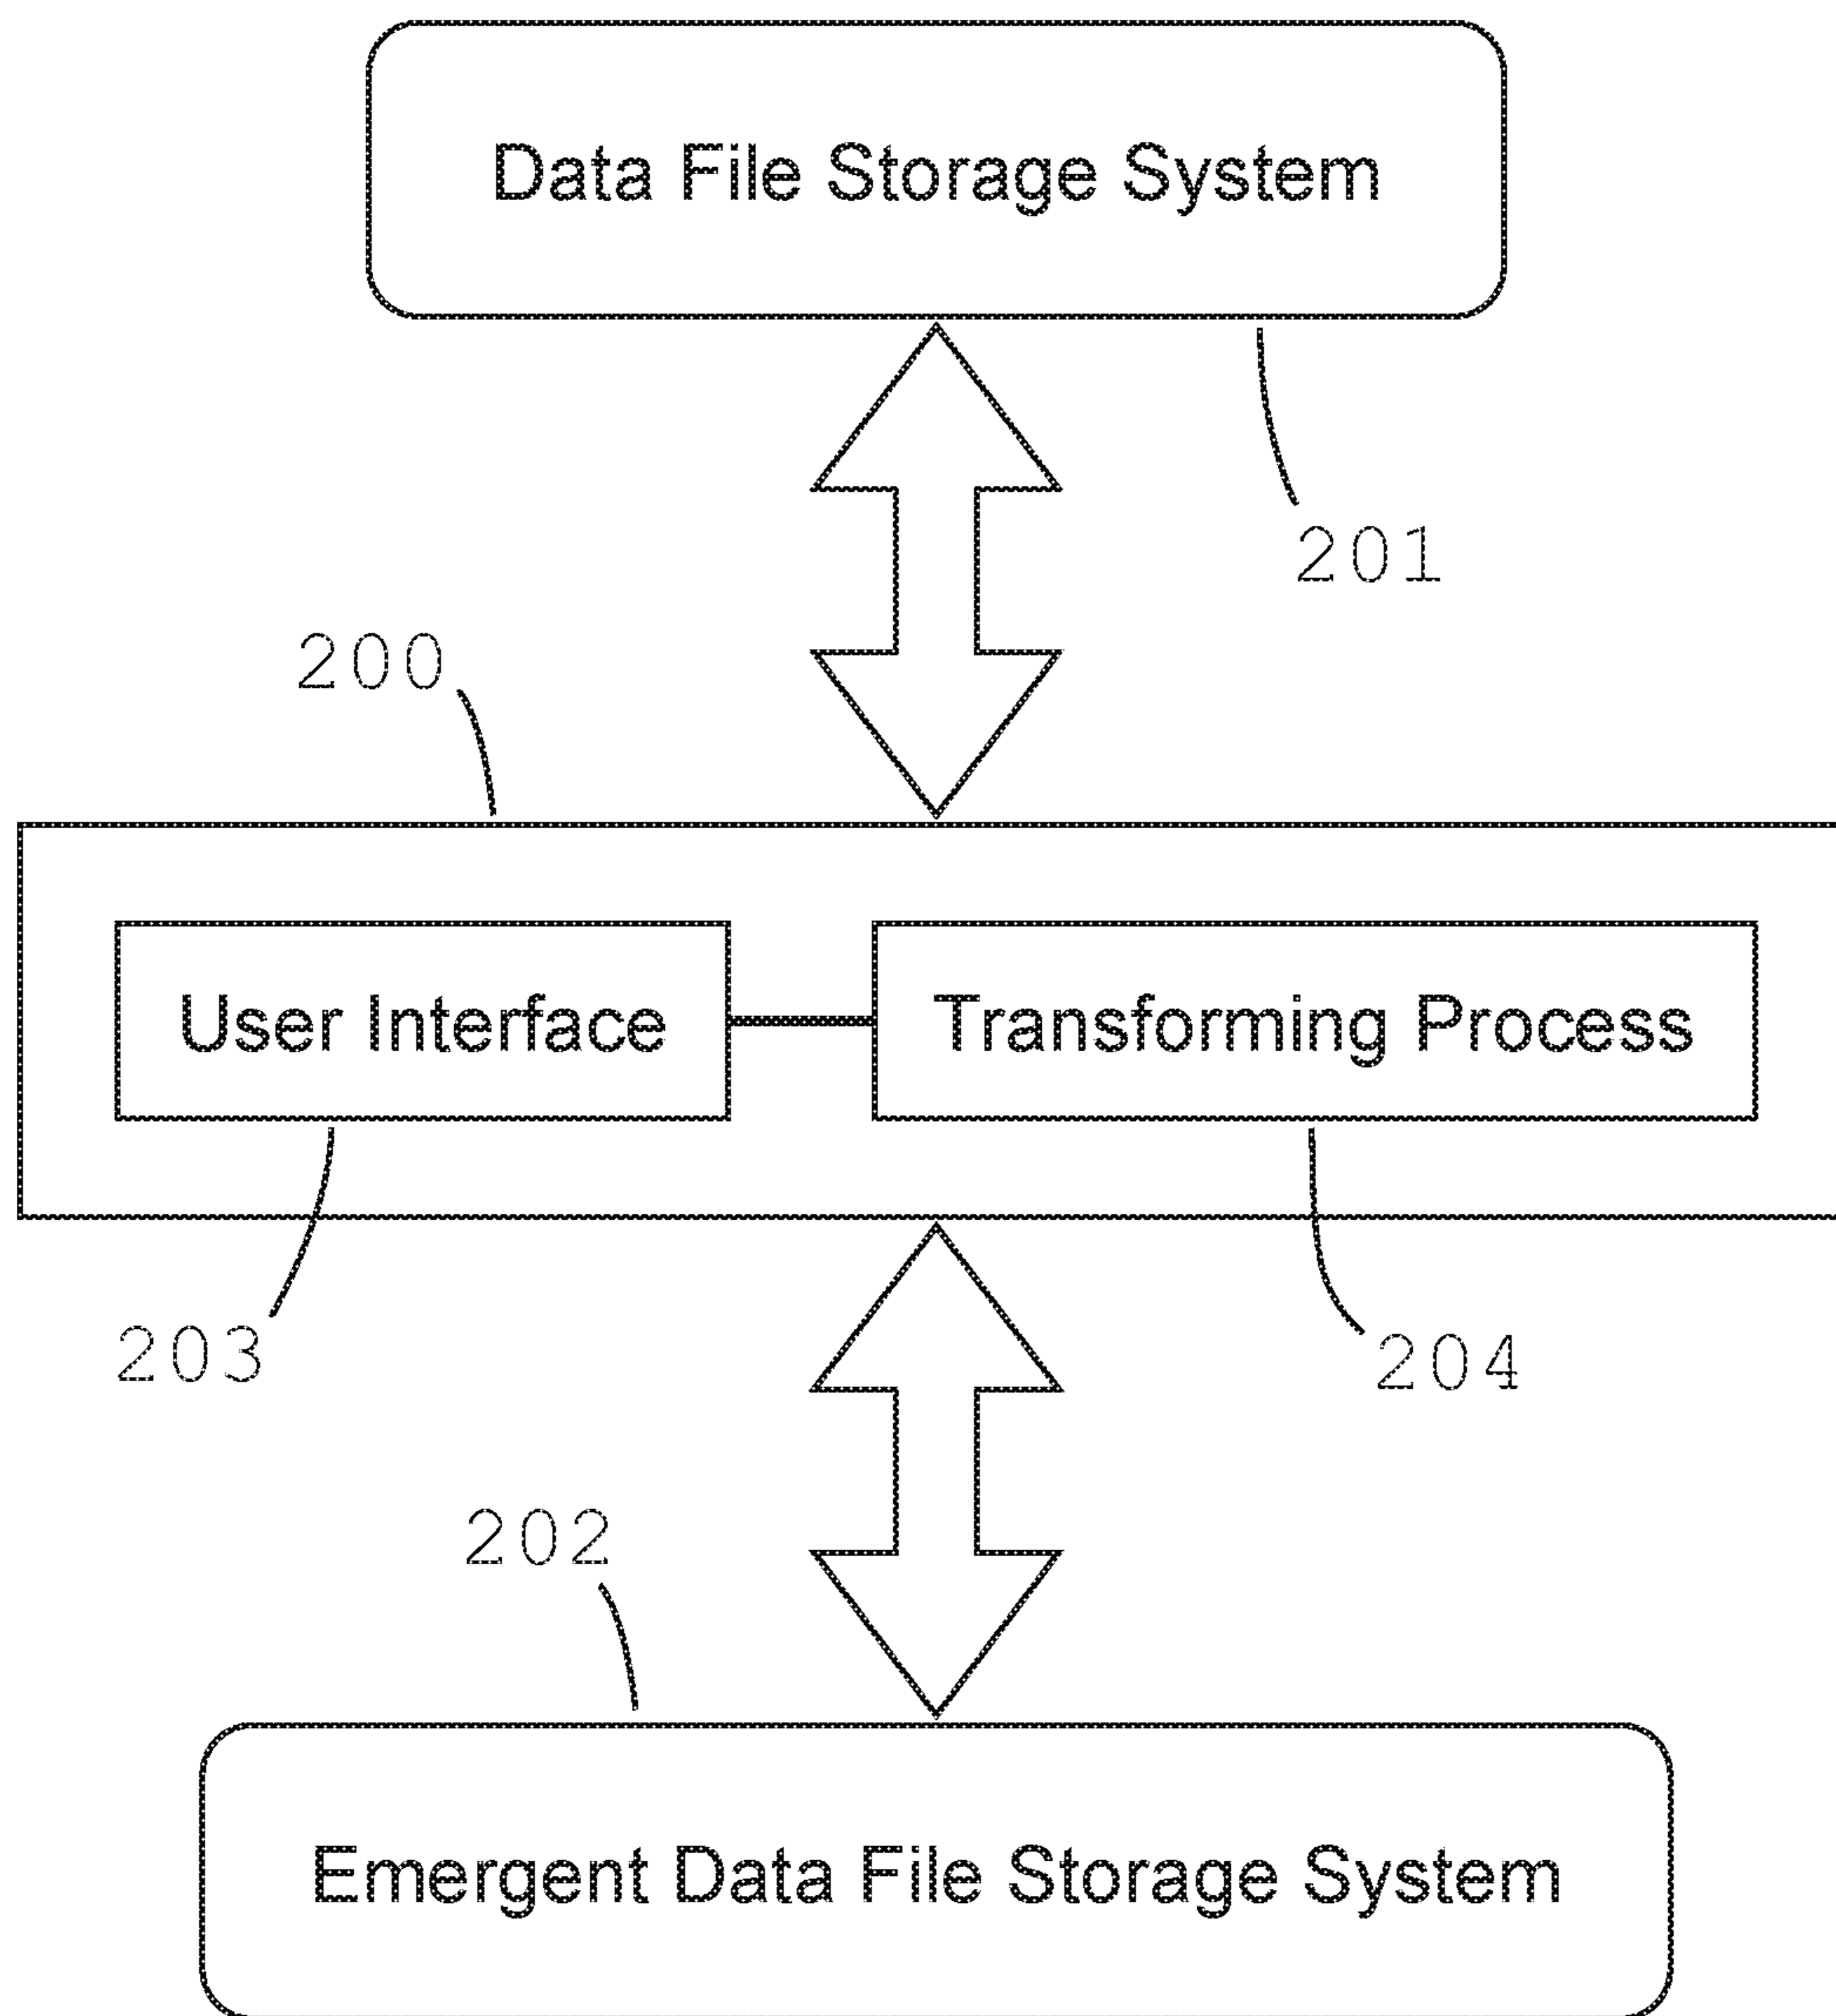 Data File Storage System
201
200
User Interface
Transforming Process
203
204
202
Emergent Data File Storage System